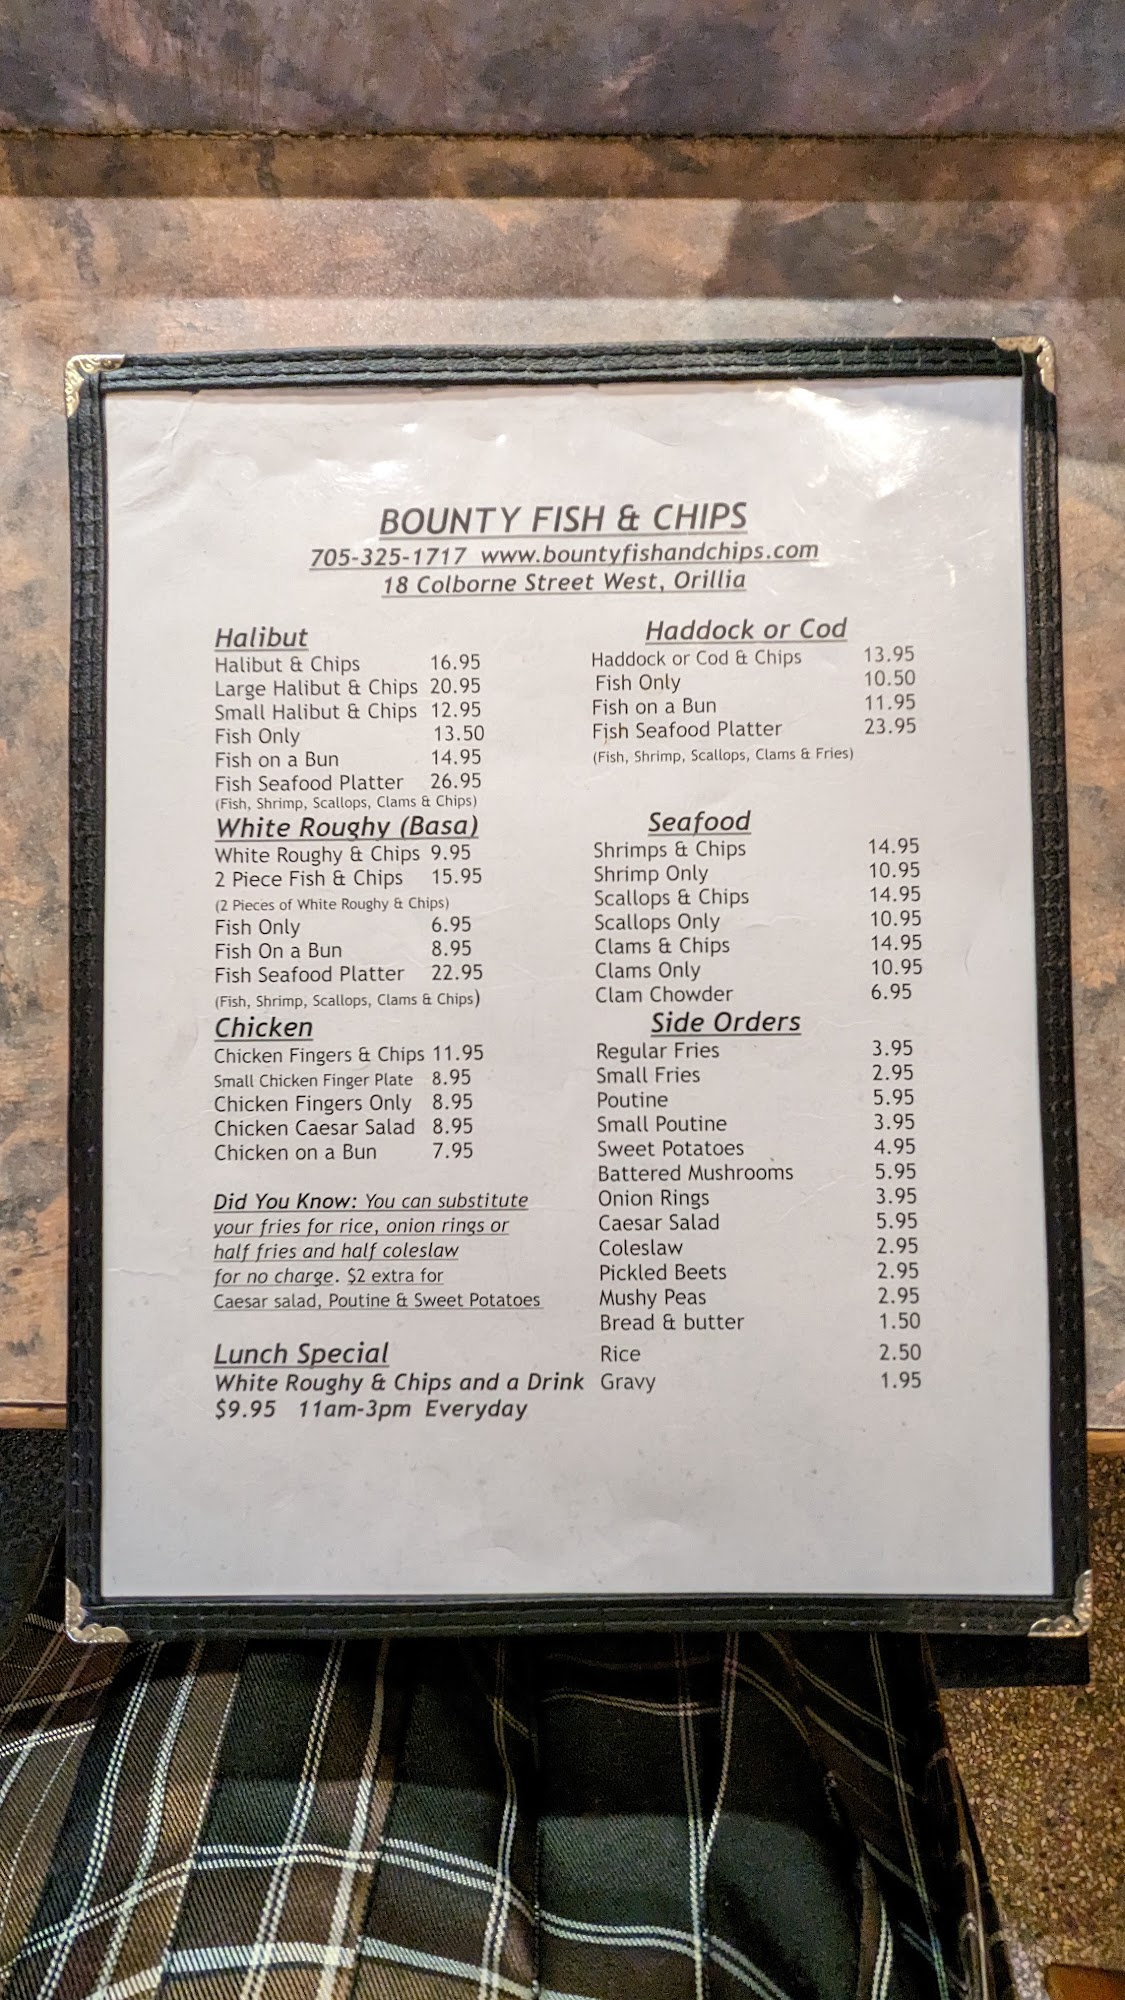 BOUNTY FISH & CHIPS
705-325-1717 www.bountyfishandchips.com
18 Colborne Street West, Orillia
Halibut
Halibut & Chips 16.95
Large Halibut & Chips 20.95
Small Halibut & Chips 12.95
Fish Only 13.50
Fish on a Bun 14.95
Fish Seafood Platter 26.95
(Fish, Shrimp, Scallops, Clams & Chips)
White Roughy (Basa)
White Roughy & Chips 9.95
2 Piece Fish & Chips 15.95
(2 Pieces of White Roughy & Chips)
Fish Only 6.95
Fish On a Bun 8.95
Fish Seafood Platter 22.95
(Fish, Shrimp, Scallops, Clams & Chips)
Chicken
Chicken Fingers & Chips 11.95
Small Chicken Finger Plate 8.95
Chicken Fingers Only 8.95
Chicken Caesar Salad 8.95
Chicken on a Bun 7.95
Did You Know: You can substitute
your fries for rice, onion rings or
half fries and half coleslaw
for no charge. $2 extra for
Caesar salad, Poutine & Sweet Potatoes
Lunch Special
White Roughy & Chips and a Drink
$9.95 11am-3pm Everyday
Haddock or Cod
Haddock or Cod & Chips 13.95
Fish Only 10.50
Fish on a Bun 11.95
Fish Seafood Platter 23.95
(Fish, Shrimp, Scallops, Clams & Fries)
Seafood
Shrimps & Chips 14.95
Shrimp Only 10.95
Scallops & Chips 14.95
Scallops Only 10.95
Clams & Chips 14.95
Clams Only 10.95
Clam Chowder 6.95
Side Orders
Regular Fries 3.95
Small Fries 2.95
Poutine 5.95
Small Poutine 3.95
Sweet Potatoes 4.95
Battered Mushrooms 5.95
Onion Rings 3.95
Caesar Salad 5.95
Coleslaw 2.95
Pickled Beets 2.95
Mushy Peas 2.95
Bread & butter 1.50
Rice 2.50
Gravy 1.95